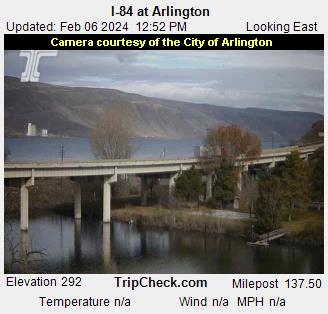 I-84 at Arlington
Updated: Feb 06 2024 12:52 PM Looking East
Camera courtesy of the City of Arlington
Elevation 292 TripCheck.com Milepost 137.50
Temperature n/a Wind n/a MPH n/a